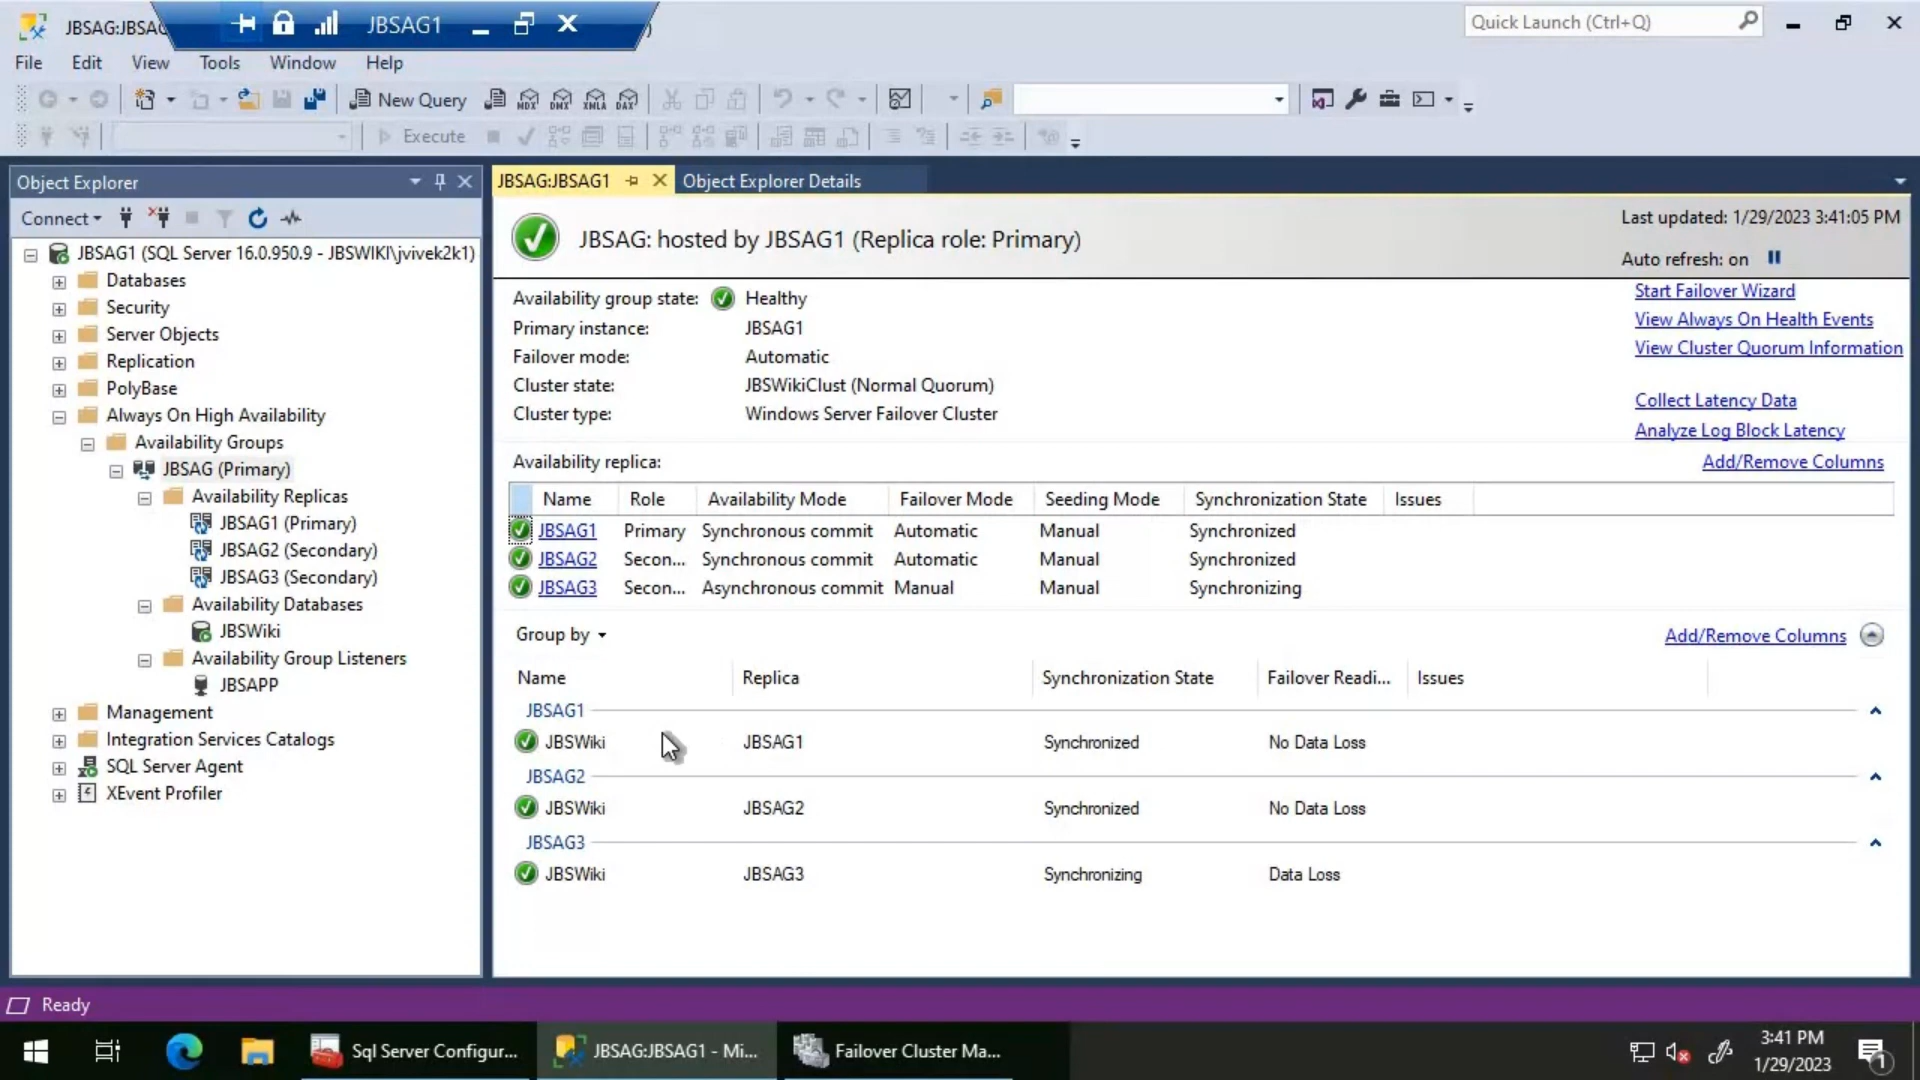 JBSAG:JBSAG
JBSAG1
Quick Launch (Ctrl+Q)
File Edit View Tools Window Help
New Query MDX DMX XMLA DAX
Execute
Object Explorer
Connect
JBSAG1 (SQL Server 16.0.950.9 - JBSWIKI\jvivek2k1)
Databases
Security
Server Objects
Replication
PolyBase
Always On High Availability
Availability Groups
JBSAG (Primary)
Availability Replicas
JBSAG1 (Primary)
JBSAG2 (Secondary)
JBSAG3 (Secondary)
Availability Databases
JBSWiki
Availability Group Listeners
JBSAPP
Management
Integration Services Catalogs
SQL Server Agent
XEvent Profiler
JBSAG:JBSAG1 Object Explorer Details
JBSAG: hosted by JBSAG1 (Replica role: Primary)
Last updated: 1/29/2023 3:41:05 PM
Auto refresh: on
Availability group state: Healthy
Primary instance: JBSAG1
Failover mode: Automatic
Cluster state: JBSWikiClust (Normal Quorum)
Cluster type: Windows Server Failover Cluster
Start Failover Wizard
View Always On Health Events
View Cluster Quorum Information
Collect Latency Data
Analyze Log Block Latency
Availability replica: Add/Remove Columns
Name Role Availability Mode Failover Mode Seeding Mode Synchronization State Issues
JBSAG1 Primary Synchronous commit Automatic Manual Synchronized
JBSAG2 Secon... Synchronous commit Automatic Manual Synchronized
JBSAG3 Secon... Asynchronous commit Manual Manual Synchronizing
Group by Add/Remove Columns
Name Replica Synchronization State Failover Readi... Issues
JBSAG1
JBSWiki JBSAG1 Synchronized No Data Loss
JBSAG2
JBSWiki JBSAG2 Synchronized No Data Loss
JBSAG3
JBSWiki JBSAG3 Synchronizing Data Loss
Ready
Sql Server Configur... JBSAG:JBSAG1 - Mi... Failover Cluster Ma...
3:41 PM
1/29/2023
1